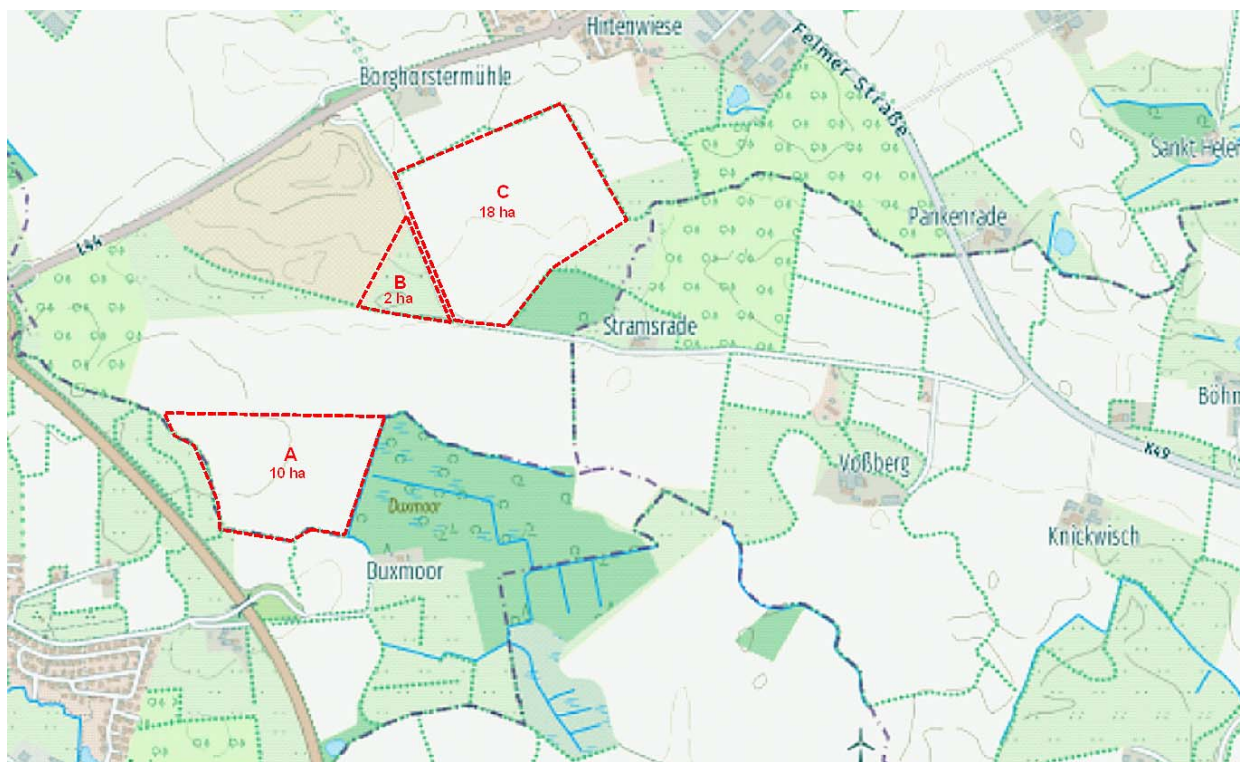 Hirtenwiese
Borghorstermühle
Felmer Straße
Sankt Helen
C
18 ha
Pankenrade
L44
B
2 ha
Stramsrade
Böhn
A
10 ha
K49
Voßberg
Duxmoor
Knickwisch
Duxmoor